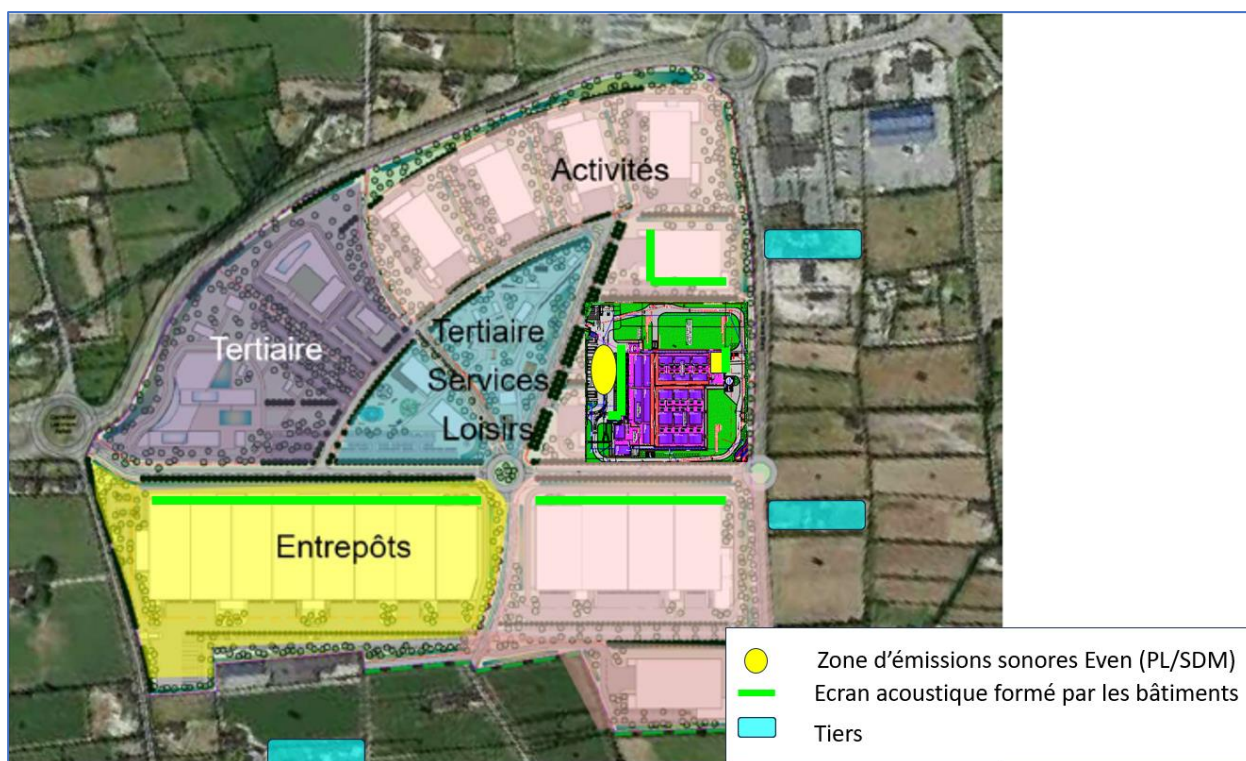 Activités
Tertiaire
Tertiaire
Services
Loisirs
Entrepôts
Zone d'émissions sonores Even (PL/SDM)
Ecran acoustique formé par les bâtiments
Tiers